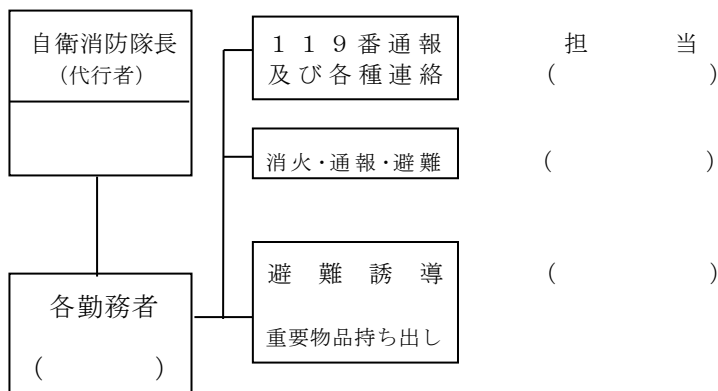 自衛消防隊長
(代行者)
１１９番通報
及び各種連絡
担　　当
(　　　　　)
消火・通報・避難
(　　　　　)
避難誘導
重要物品持ち出し
(　　　　　)
各勤務者
(　　　　)